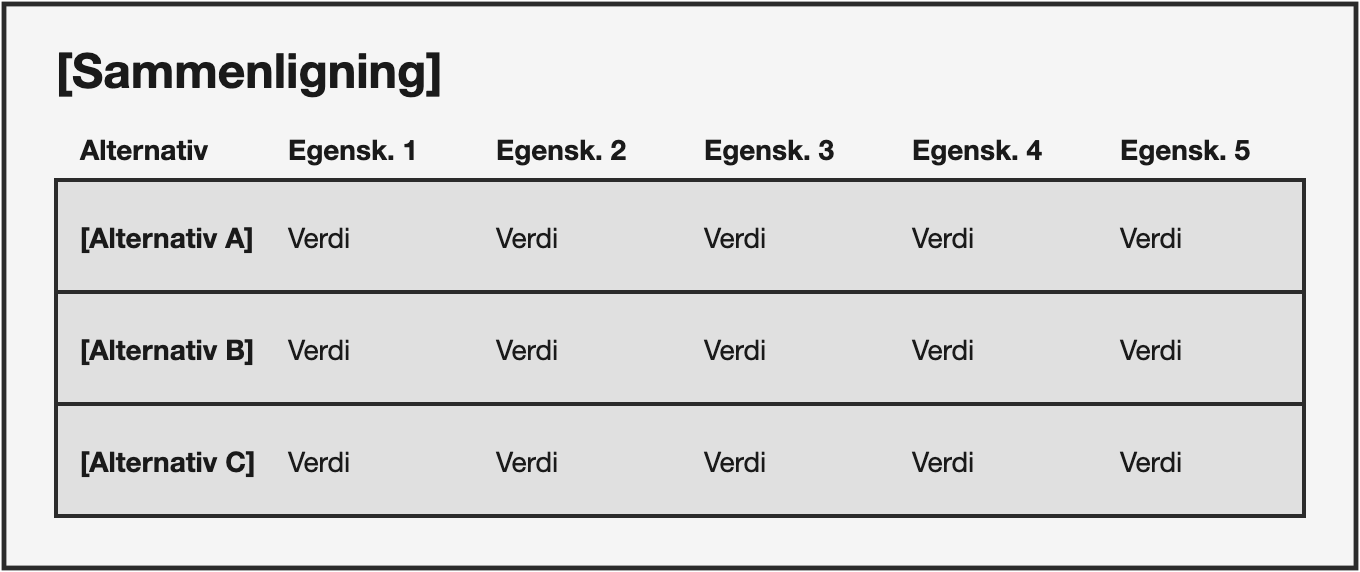 [Sammenligning]
Alternativ Egensk. 1 Egensk. 2 Egensk. 3 Egensk. 4 Egensk. 5
[Alternativ A] Verdi Verdi Verdi Verdi Verdi
[Alternativ B] Verdi Verdi Verdi Verdi Verdi
[Alternativ C] Verdi Verdi Verdi Verdi Verdi